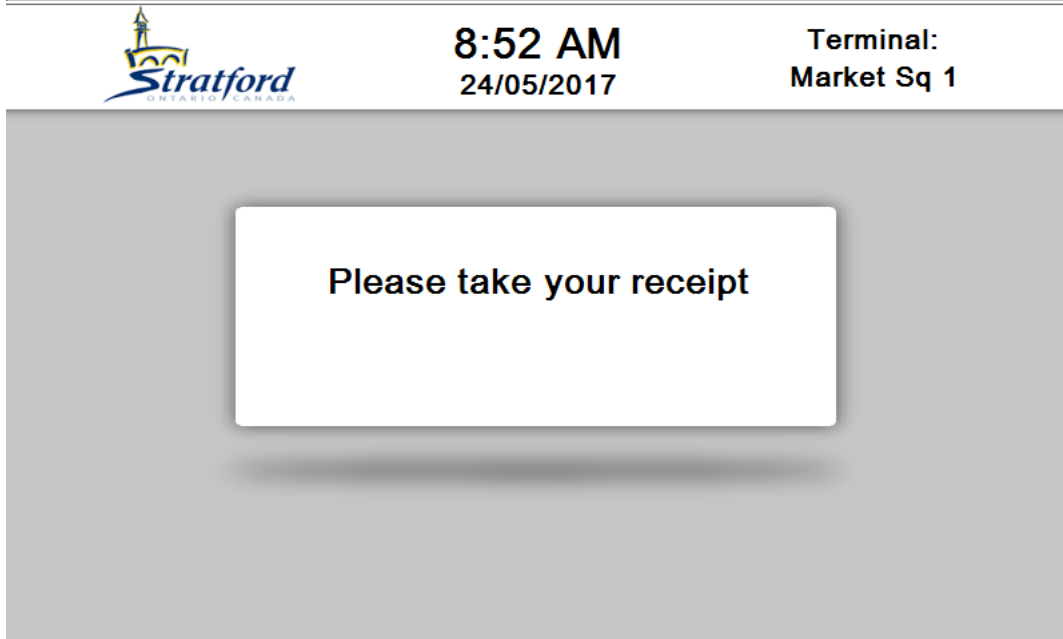 Stratford
ONTARIO CANADA
8:52 AM
24/05/2017
Terminal:
Market Sq 1
Please take your receipt